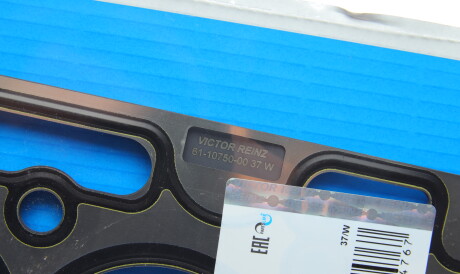 VICTOR REINZ
61-10750-00 37 W
EAC
37/W